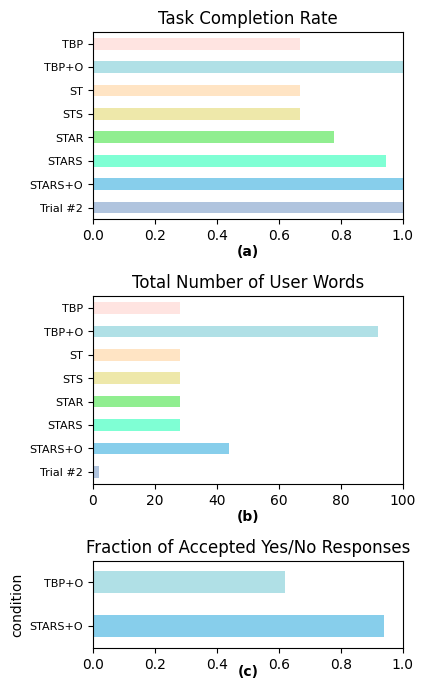 Task Completion Rate
TBP
TBP+O
ST
STS
STAR
STARS
STARS+O
Trial #2
0.0 0.2 0.4 0.6 0.8 1.0
(a)
Total Number of User Words
TBP
TBP+O
ST
STS
STAR
STARS
STARS+O
Trial #2
0 20 40 60 80 100
(b)
Fraction of Accepted Yes/No Responses
condition
TBP+O
STARS+O
0.0 0.2 0.4 0.6 0.8 1.0
(c)